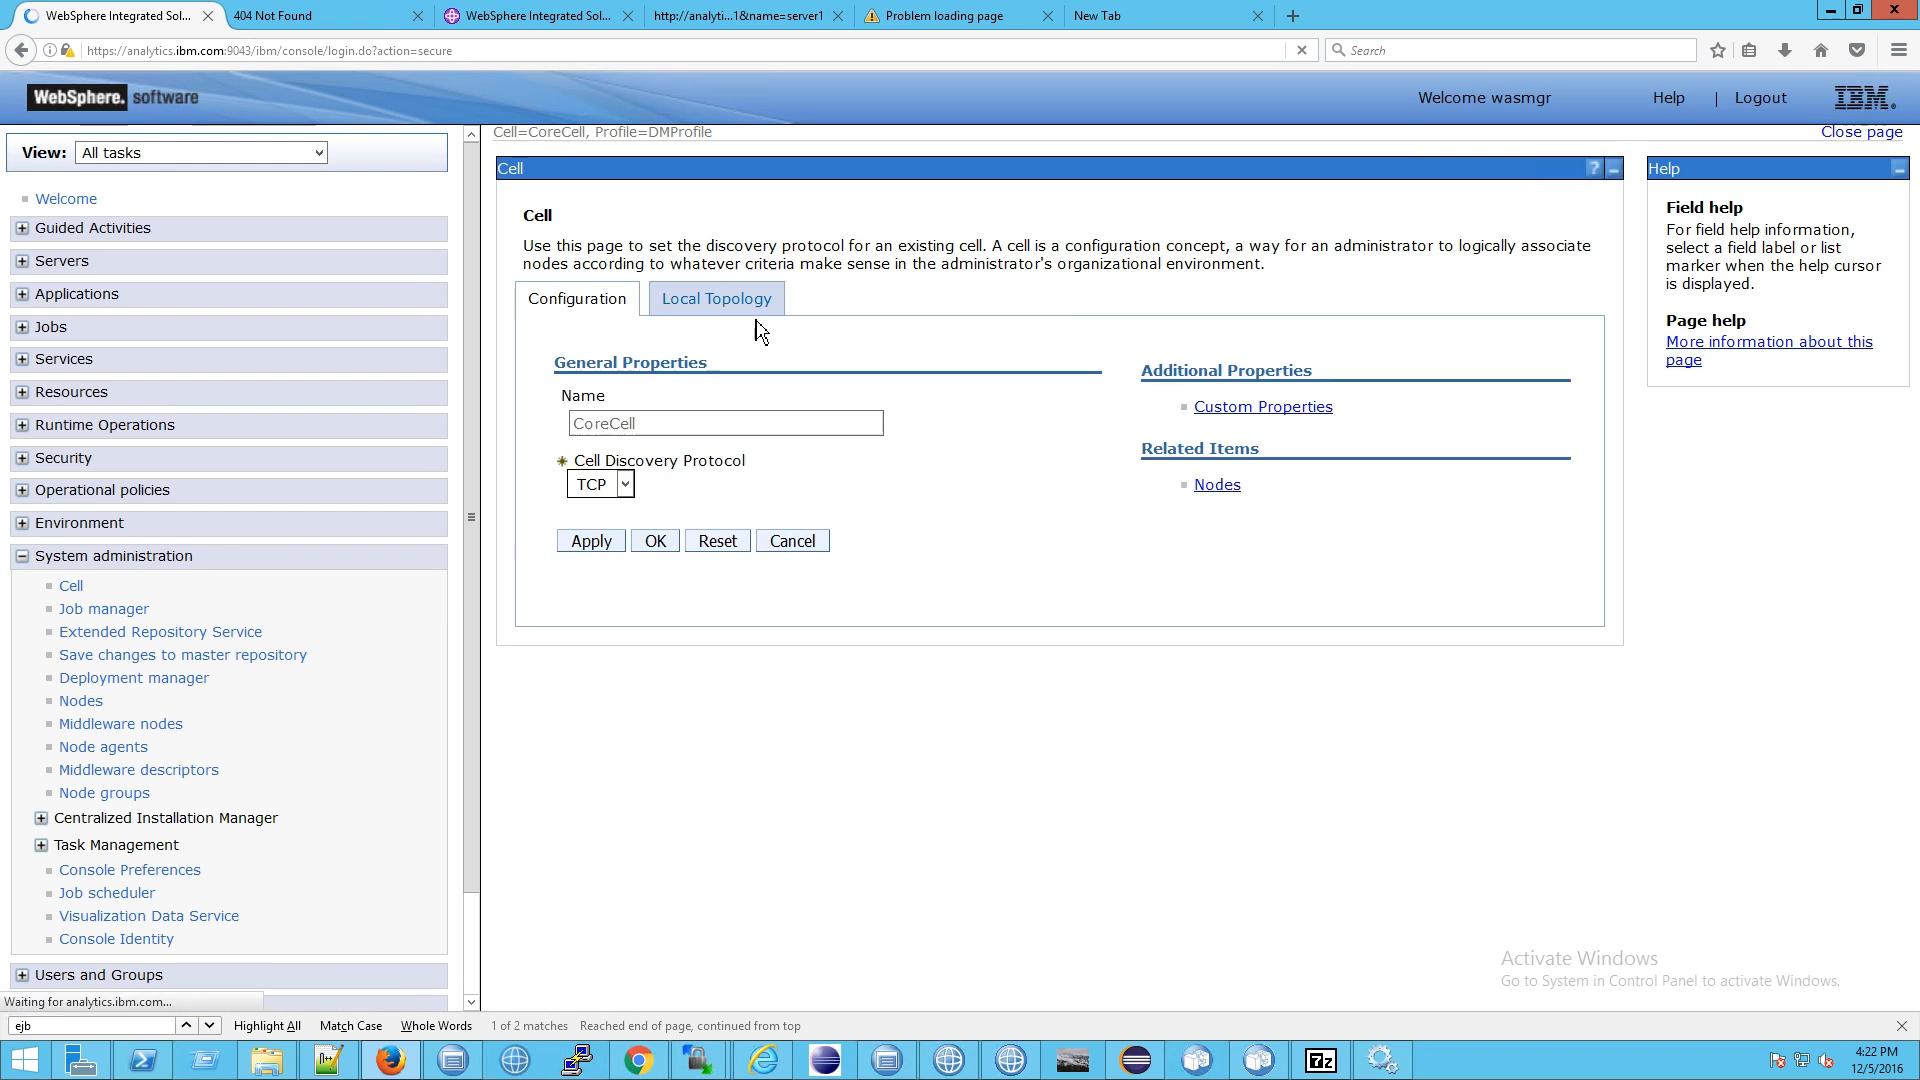 WebSphere Integrated Sol...
404 Not Found
WebSphere Integrated Sol...
http://analyti...1&name=server1
Problem loading page
New Tab
https://analytics.ibm.com:9043/ibm/console/login.do?action=secure
Search
WebSphere. software
Welcome wasmgr
Help | Logout
IBM.
View: All tasks
Welcome
Guided Activities
Servers
Applications
Jobs
Services
Resources
Runtime Operations
Security
Operational policies
Environment
System administration
Cell
Job manager
Extended Repository Service
Save changes to master repository
Deployment manager
Nodes
Middleware nodes
Node agents
Middleware descriptors
Node groups
Centralized Installation Manager
Task Management
Console Preferences
Job scheduler
Visualization Data Service
Console Identity
Users and Groups
Cell=CoreCell, Profile=DMProfile
Close page
Cell
?
Cell
Use this page to set the discovery protocol for an existing cell. A cell is a configuration concept, a way for an administrator to logically associate
nodes according to whatever criteria make sense in the administrator's organizational environment.
Configuration
Local Topology
General Properties
Name
CoreCell
Cell Discovery Protocol
TCP
Apply OK Reset Cancel
Additional Properties
Custom Properties
Related Items
Nodes
Help
Field help
For field help information,
select a field label or list
marker when the help cursor
is displayed.
Page help
More information about this
page
Activate Windows
Go to System in Control Panel to activate Windows.
Waiting for analytics.ibm.com...
ejb
Highlight All Match Case Whole Words 1 of 2 matches Reached end of page, continued from top
7z
4:22 PM
12/5/2016